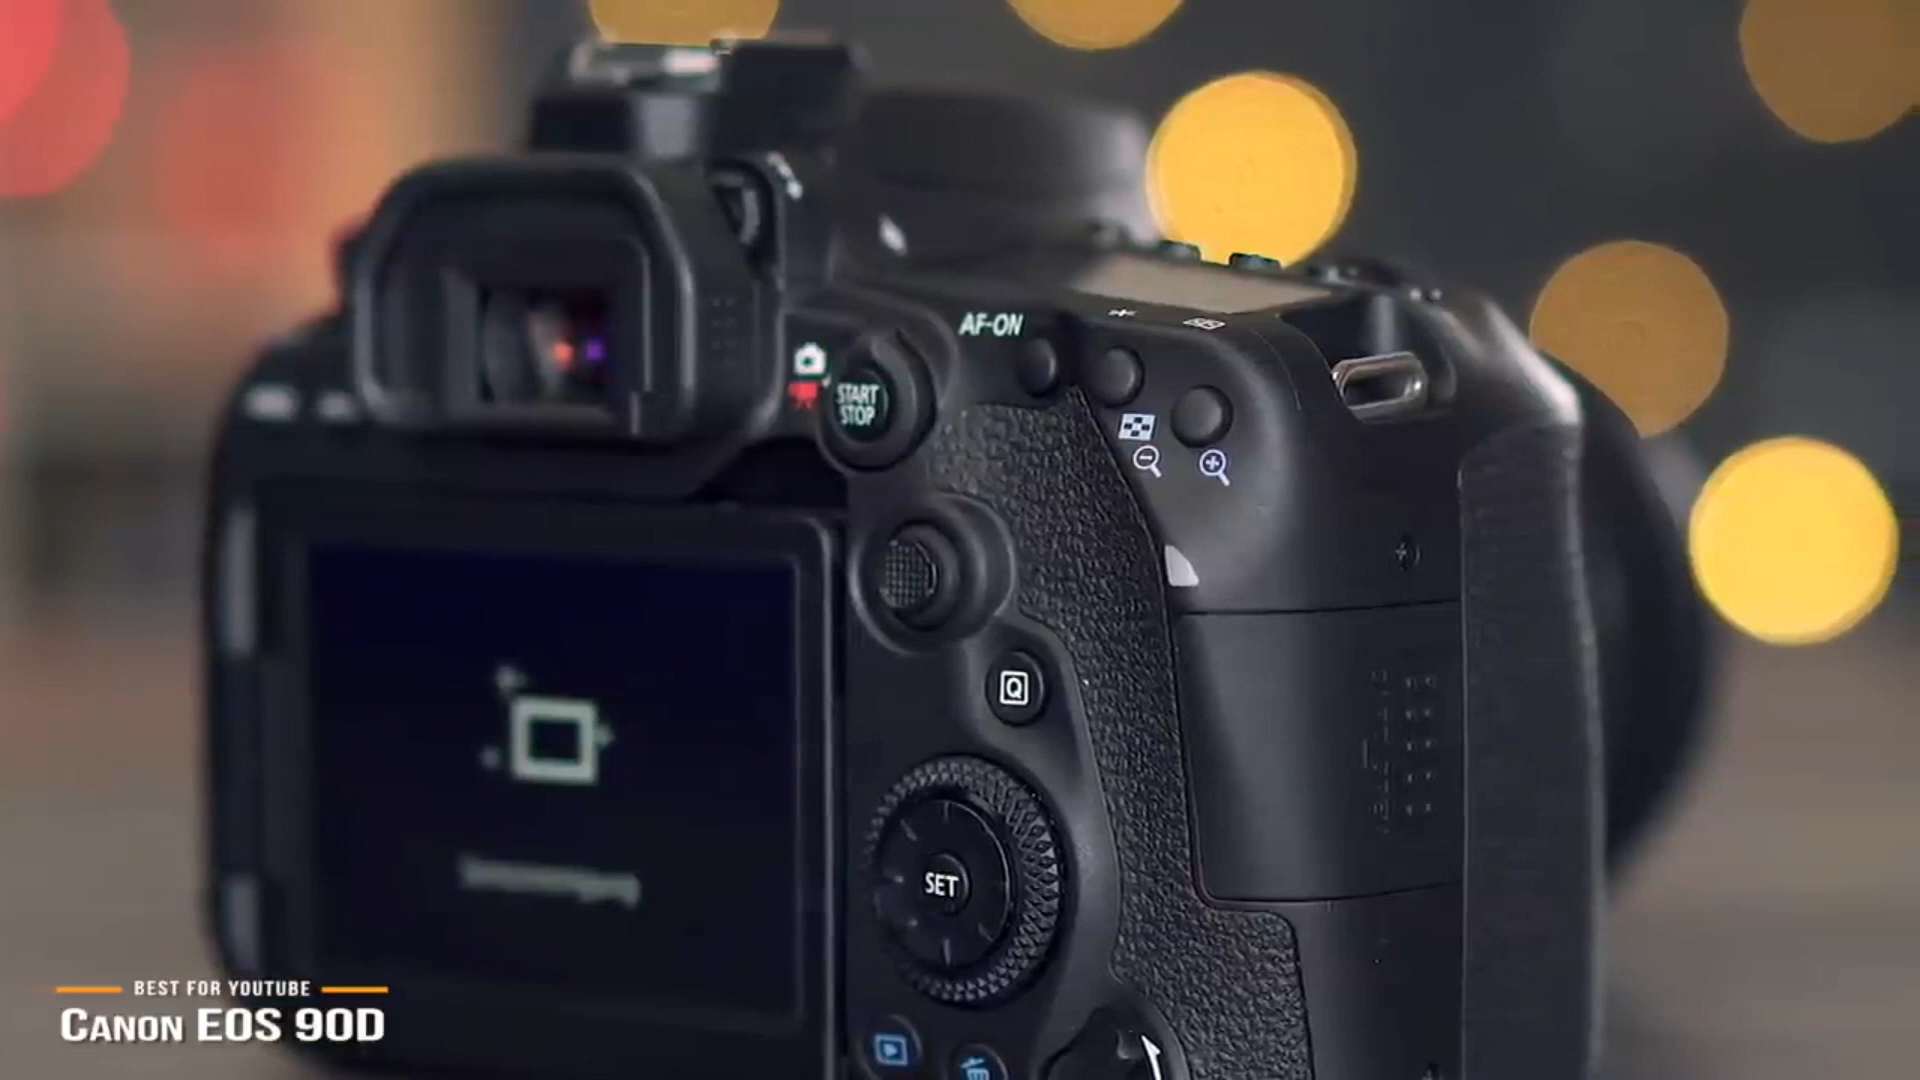 AF-ON
START
STOP
Q
SET
BEST FOR YOUTUBE
CANON EOS 90D